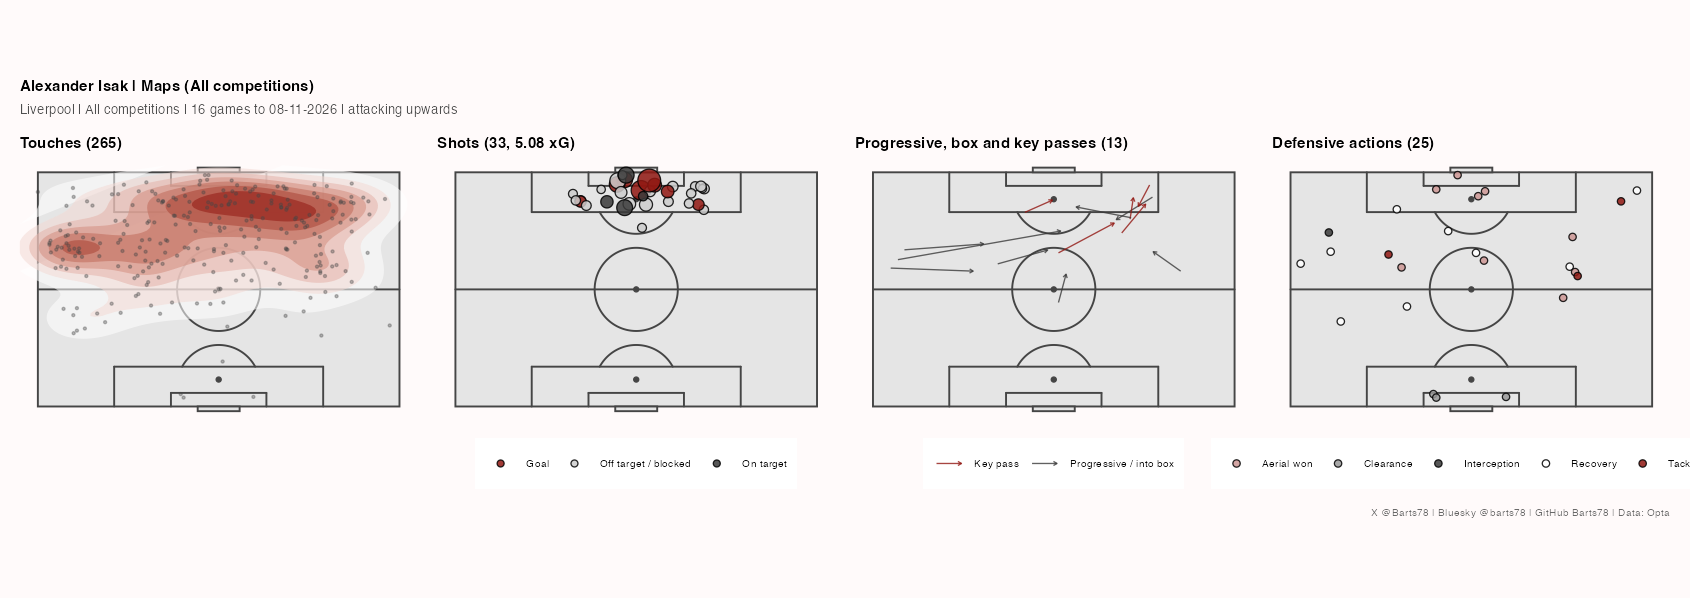 Alexander Isak | Maps (All competitions)
Liverpool | All competitions | 16 games to 08-11-2026 | attacking upwards
Touches (265)
Shots (33, 5.08 xG)
Progressive, box and key passes (13)
Defensive actions (25)
Goal
Off target / blocked
On target
Key pass
Progressive / into box
Aerial won
Clearance
Interception
Recovery
Tack
X @Barts78 | Bluesky @barts78 | GitHub Barts78 | Data: Opta